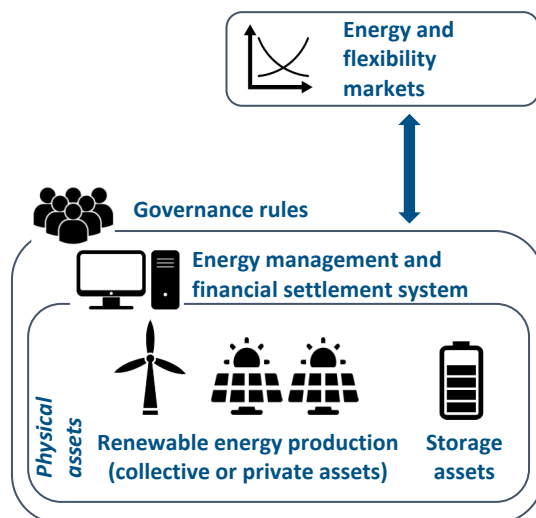 Energy and
flexibility
markets
Governance rules
Energy management and
financial settlement system
Physical
assets
Renewable energy production
(collective or private assets)
Storage
assets